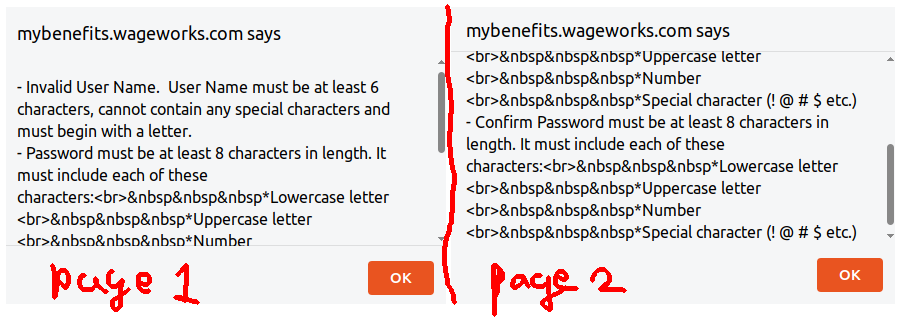 mybenefits.wageworks.com says
- Invalid User Name.  User Name must be at least 6
characters, cannot contain any special characters and
must begin with a letter.
- Password must be at least 8 characters in length. It
must include each of these
characters:<br>&nbsp&nbsp&nbsp*Lowercase letter
<br>&nbsp&nbsp&nbsp*Uppercase letter
<br>&nbsp&nbsp&nbsp*Number
OK
page 1
mybenefits.wageworks.com says
<br>&nbsp&nbsp&nbsp*Uppercase letter
<br>&nbsp&nbsp&nbsp*Number
<br>&nbsp&nbsp&nbsp*Special character (! @ # $ etc.)
- Confirm Password must be at least 8 characters in
length. It must include each of these
characters:<br>&nbsp&nbsp&nbsp*Lowercase letter
<br>&nbsp&nbsp&nbsp*Uppercase letter
<br>&nbsp&nbsp&nbsp*Number
<br>&nbsp&nbsp&nbsp*Special character (! @ # $ etc.)
OK
page 2